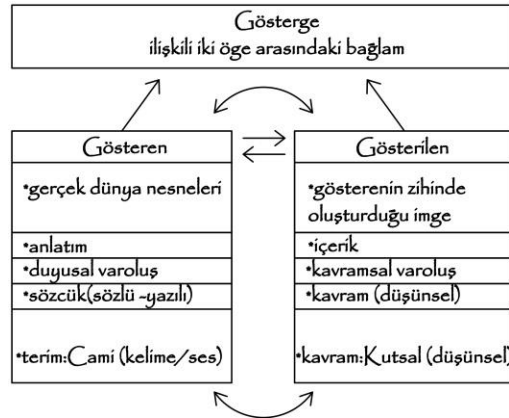 Gösterge
ilişkili iki öge arasındaki bağlam
Gösteren
*gerçek dünya nesneleri
*anlatım
*duyusal varoluş
*sözcük(sözlü -yazılı)
*terim:Cami (kelime/ses)
Gösterilen
*gösterenin zihinde
oluşturduğu imge
*içerik
*kavramsal varoluş
*kavram (düşünsel)
*kavram:Kutsal (düşünsel)